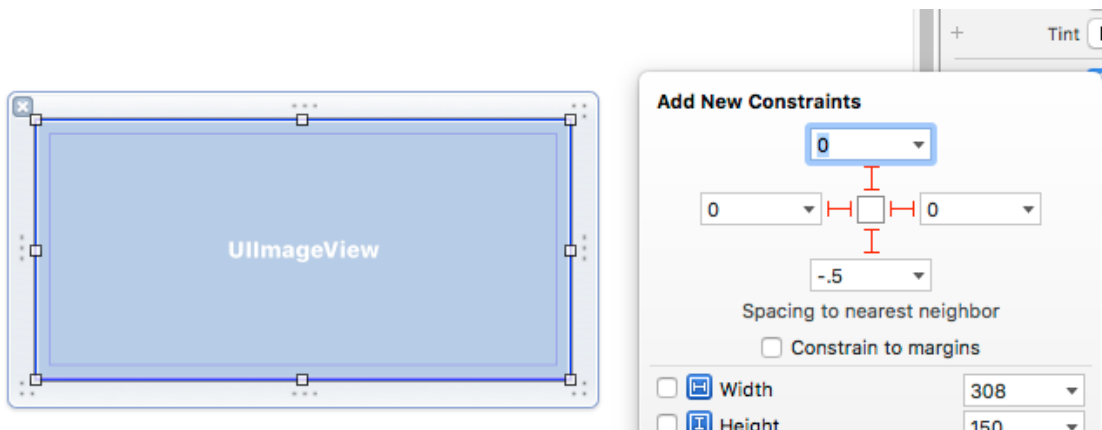 Tint
Add New Constraints
0
0
0
UIImageView
-.5
Spacing to nearest neighbor
Constrain to margins
Width
308
Height
150